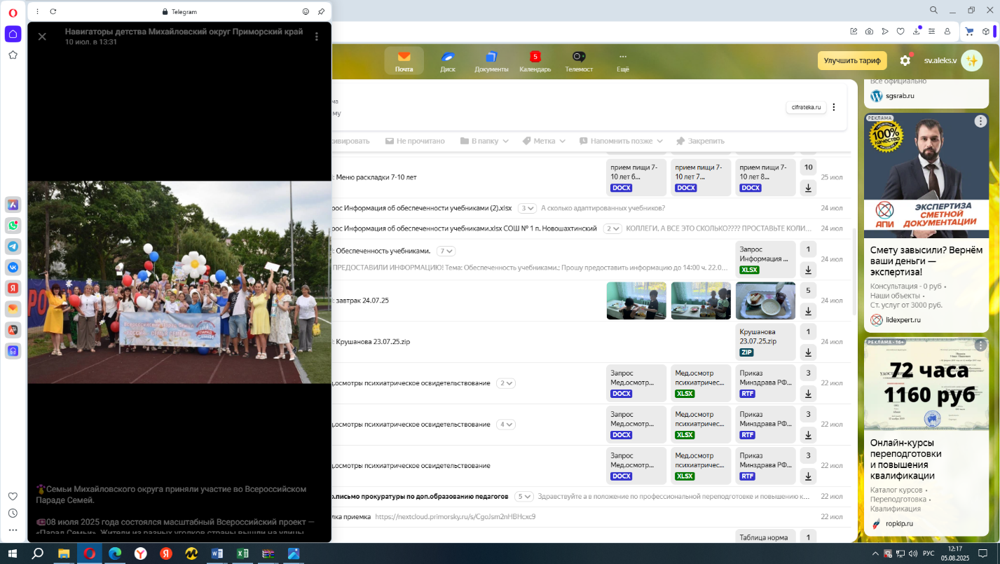 Telegram
Навигаторы детства Михайловский округ Приморский край
10 июл. в 13:31
Всероссийский парад семьи
ПАРАД СЕМЬИ
Семьи Михайловского округа приняли участие во Всероссийском
Параде Семей.
08 июля 2025 года состоялся масштабный Всероссийский проект —
«Парад Семьи». Жители из разных уголков страны вышли на улицы
Почта
Диск
Документы
5
Календарь
Телемост
Ещё
Улучшить тариф
sv.aleks.v
ма
му
cifrateka.ru
ивировать
Не прочитано
В папку
Метка
Напомнить позже
Закрепить
: Меню раскладки 7-10 лет
прием пищи 7-
10 лет 6...
DOCX
прием пищи 7-
10 лет 7...
DOCX
прием пищи 7-
10 лет 8...
DOCX
10
25 июл
рос Информация об обеспеченности учебниками (2).xlsx
3
А сколько адаптированных учебников?
24 июл
рос Информация об обеспеченности учебниками.xlsx СОШ № 1 п. Новошахтинский
2
КОЛЛЕГИ, А ВСЕ ЭТО СКОЛЬКО???? ПРОСТАВЬТЕ КОЛИ...
24 июл
: Обеспеченность учебниками.
7
ПРЕДОСТАВИЛИ ИНФОРМАЦИЮ! Тема: Обеспеченность учебниками.; Прошу предоставить информацию до 14:00 ч. 22.0...
Запрос
Информация ...
XLSX
1
24 июл
: завтрак 24.07.25
5
24 июл
: Крушанова 23.07.25.zip
Крушанова
23.07.25.zip
ZIP
1
24 июл
д.осмотры психиатрическое освидетельствование
2
Запрос
Мед.осмотр...
DOCX
Мед.осмотр
психиатричес...
XLSX
Приказ
Минздрава РФ...
RTF
3
22 июл
д.осмотры психиатрическое освидетельствование
4
Запрос
Мед.осмотр...
DOCX
Мед.осмотр
психиатричес...
XLSX
Приказ
Минздрава РФ...
RTF
3
22 июл
д.осмотры психиатрическое освидетельствование
Запрос
Мед.осмотр...
DOCX
Мед.осмотр
психиатричес...
XLSX
Приказ
Минздрава РФ...
RTF
3
22 июл
р.письмо прокуратуры по доп.образованию педагогов
5
Здравствуйте а в положение по профессиональной переподготовке и повышению к...
22 июл
лка приемка
https://nextcloud.primorsky.ru/s/CgoJsm2nHBHcxc9
22 июл
Таблица норма
1
Все официально
sgsrab.ru
РЕКЛАМА
100%
КАЧЕСТВО
АПИ
ЭКСПЕРТИЗА
СМЕТНОЙ
ДОКУМЕНТАЦИИ
Смету завысили? Вернём
ваши деньги —
экспертиза!
Консультация - 0 руб •
Наши объекты •
Ст. услуг от 3000 руб.
lidexpert.ru
РЕКЛАМА • 16+
72 часа
1160 руб
Онлайн-курсы
переподготовки
и повышения
квалификации
Каталог курсов •
Переподготовка •
Квалификация
ropkip.ru
РУС
12:17
05.08.2025